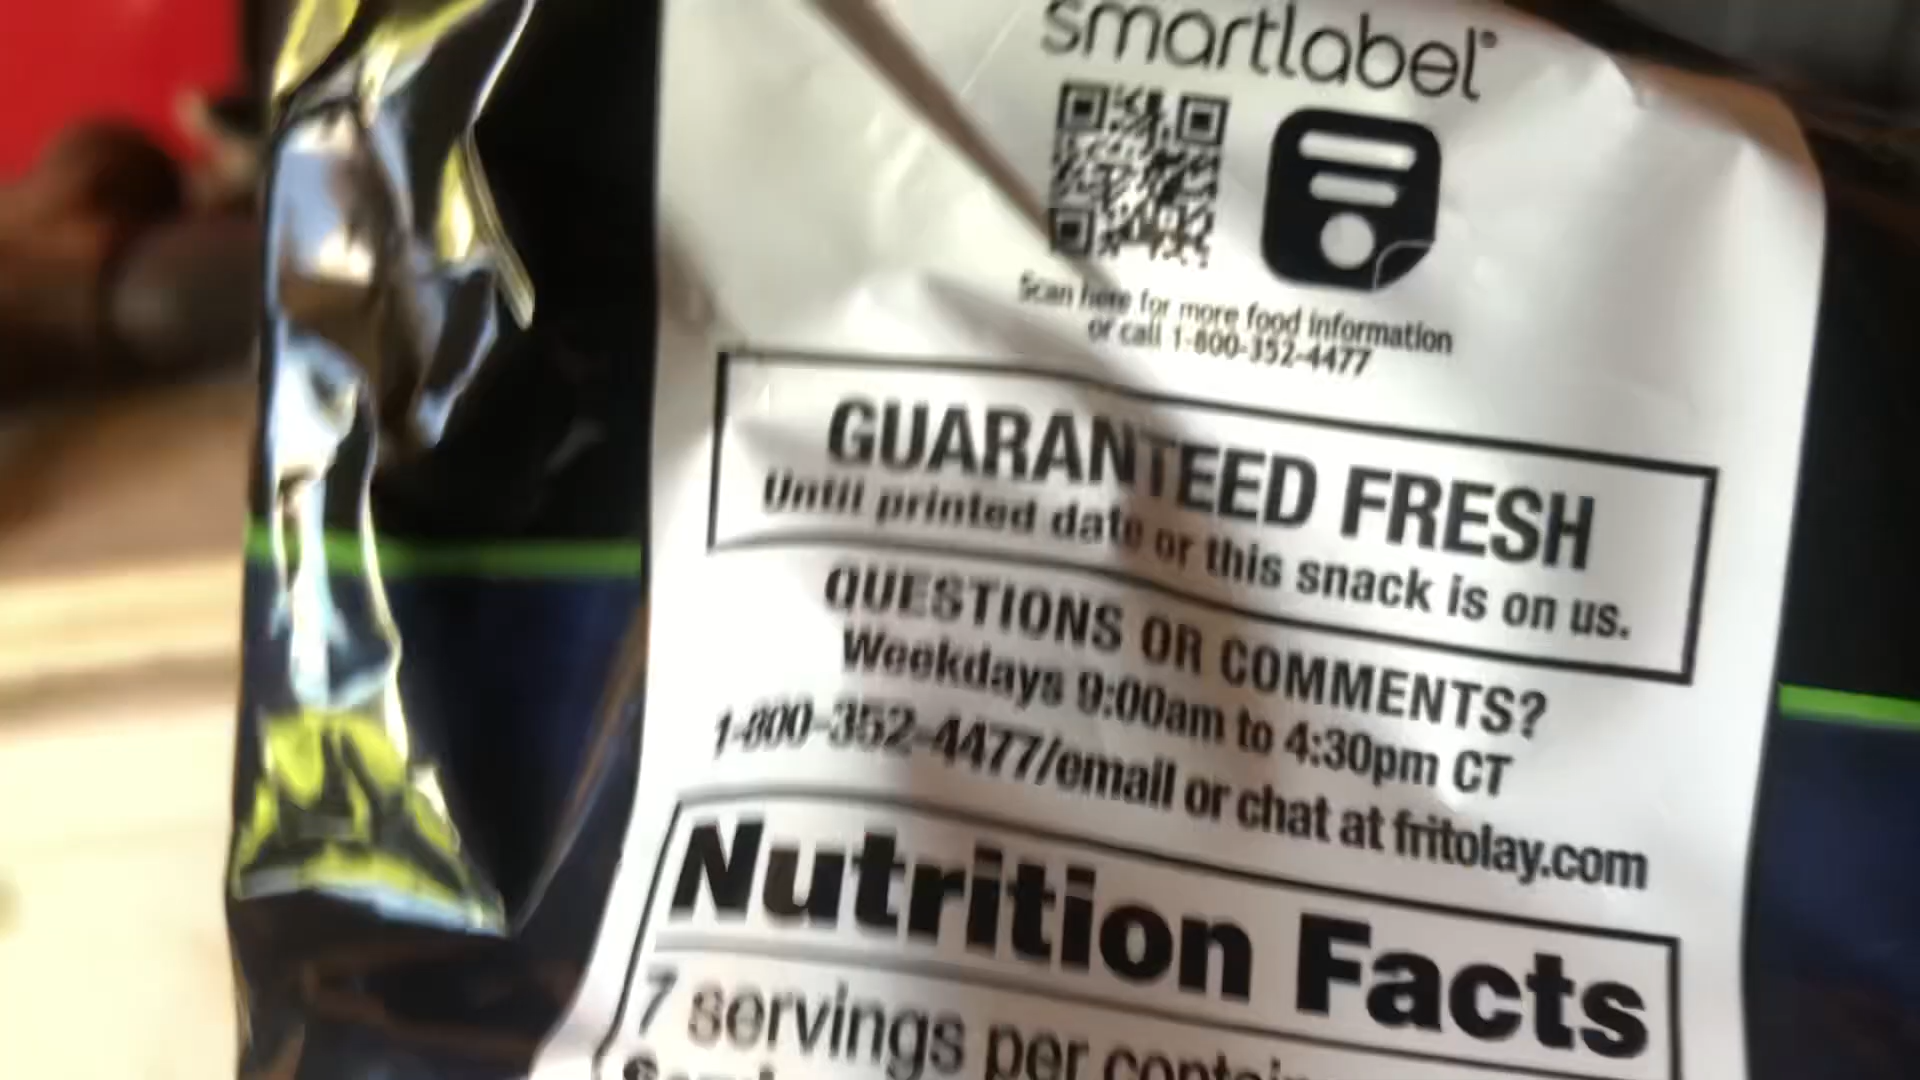 smartlabel®
Scan here for more food information
or call 1-800-352-4477
GUARANTEED FRESH
Until printed date or this snack is on us.
QUESTIONS OR COMMENTS?
Weekdays 9:00am to 4:30pm CT
1-800-352-4477/email or chat at fritolay.com
Nutrition Facts
7 servings per